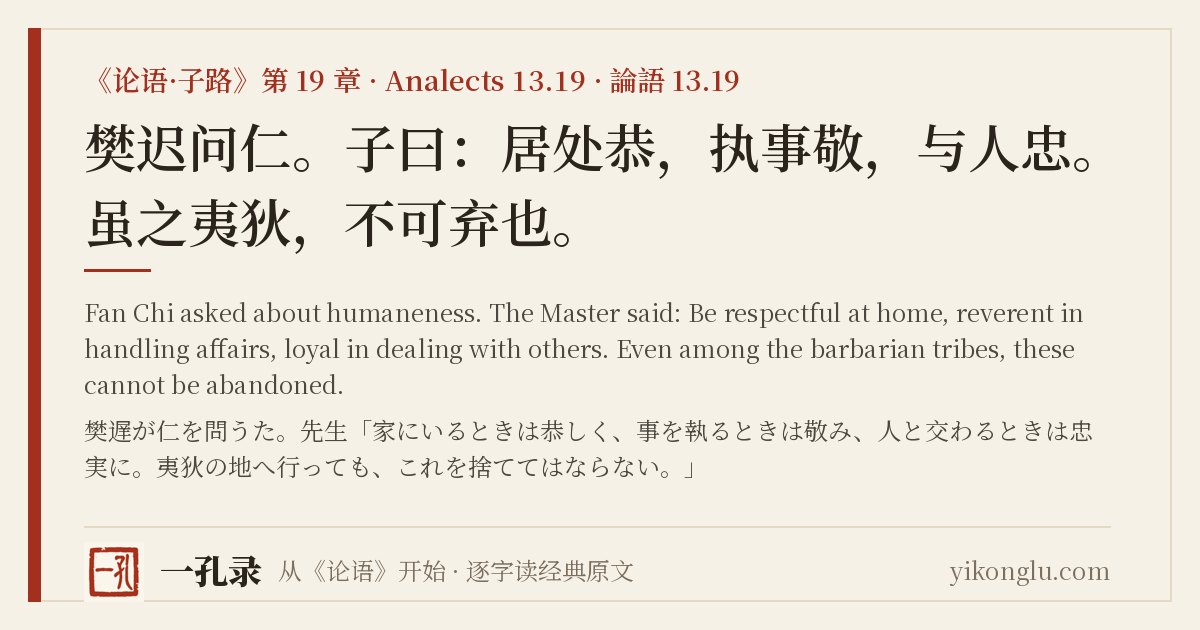 《论语·子路》第 19 章 · Analects 13.19 · 論語 13.19
樊迟问仁。子曰：居处恭，执事敬，与人忠。
虽之夷狄，不可弃也。
Fan Chi asked about humaneness. The Master said: Be respectful at home, reverent in
handling affairs, loyal in dealing with others. Even among the barbarian tribes, these
cannot be abandoned.
樊遅が仁を問うた。先生「家にいるときは恭しく、事を執るときは敬み、人と交わるときは忠
実に。夷狄の地へ行っても、これを捨ててはならない。」
一孔
一孔录 从《论语》开始 · 逐字读经典原文 yikonglu.com